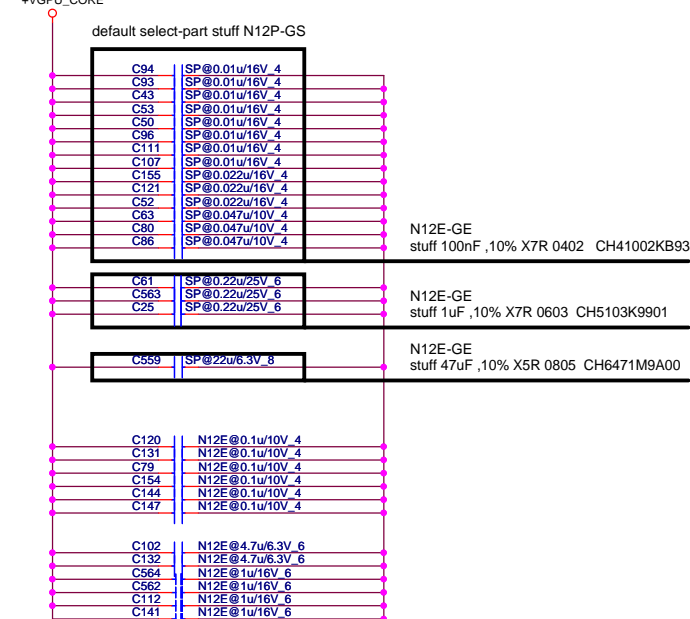 +VGPU_CORE
default select-part stuff N12P-GS
C94 SP@0.01u/16V_4
C93 SP@0.01u/16V_4
C43 SP@0.01u/16V_4
C53 SP@0.01u/16V_4
C50 SP@0.01u/16V_4
C96 SP@0.01u/16V_4
C111 SP@0.01u/16V_4
C107 SP@0.01u/16V_4
C155 SP@0.022u/16V_4
C121 SP@0.022u/16V_4
C52 SP@0.022u/16V_4
C63 SP@0.047u/10V_4
C80 SP@0.047u/10V_4
C86 SP@0.047u/10V_4
N12E-GE
stuff 100nF ,10% X7R 0402 CH41002KB93
C61 SP@0.22u/25V_6
C563 SP@0.22u/25V_6
C25 SP@0.22u/25V_6
N12E-GE
stuff 1uF ,10% X7R 0603 CH5103K9901
C559 SP@22u/6.3V_8
N12E-GE
stuff 47uF ,10% X5R 0805 CH6471M9A00
C120 N12E@0.1u/10V_4
C131 N12E@0.1u/10V_4
C79 N12E@0.1u/10V_4
C154 N12E@0.1u/10V_4
C144 N12E@0.1u/10V_4
C147 N12E@0.1u/10V_4
C102 N12E@4.7u/6.3V_6
C132 N12E@4.7u/6.3V_6
C564 N12E@1u/16V_6
C562 N12E@1u/16V_6
C112 N12E@1u/16V_6
C141 N12E@1u/16V_6